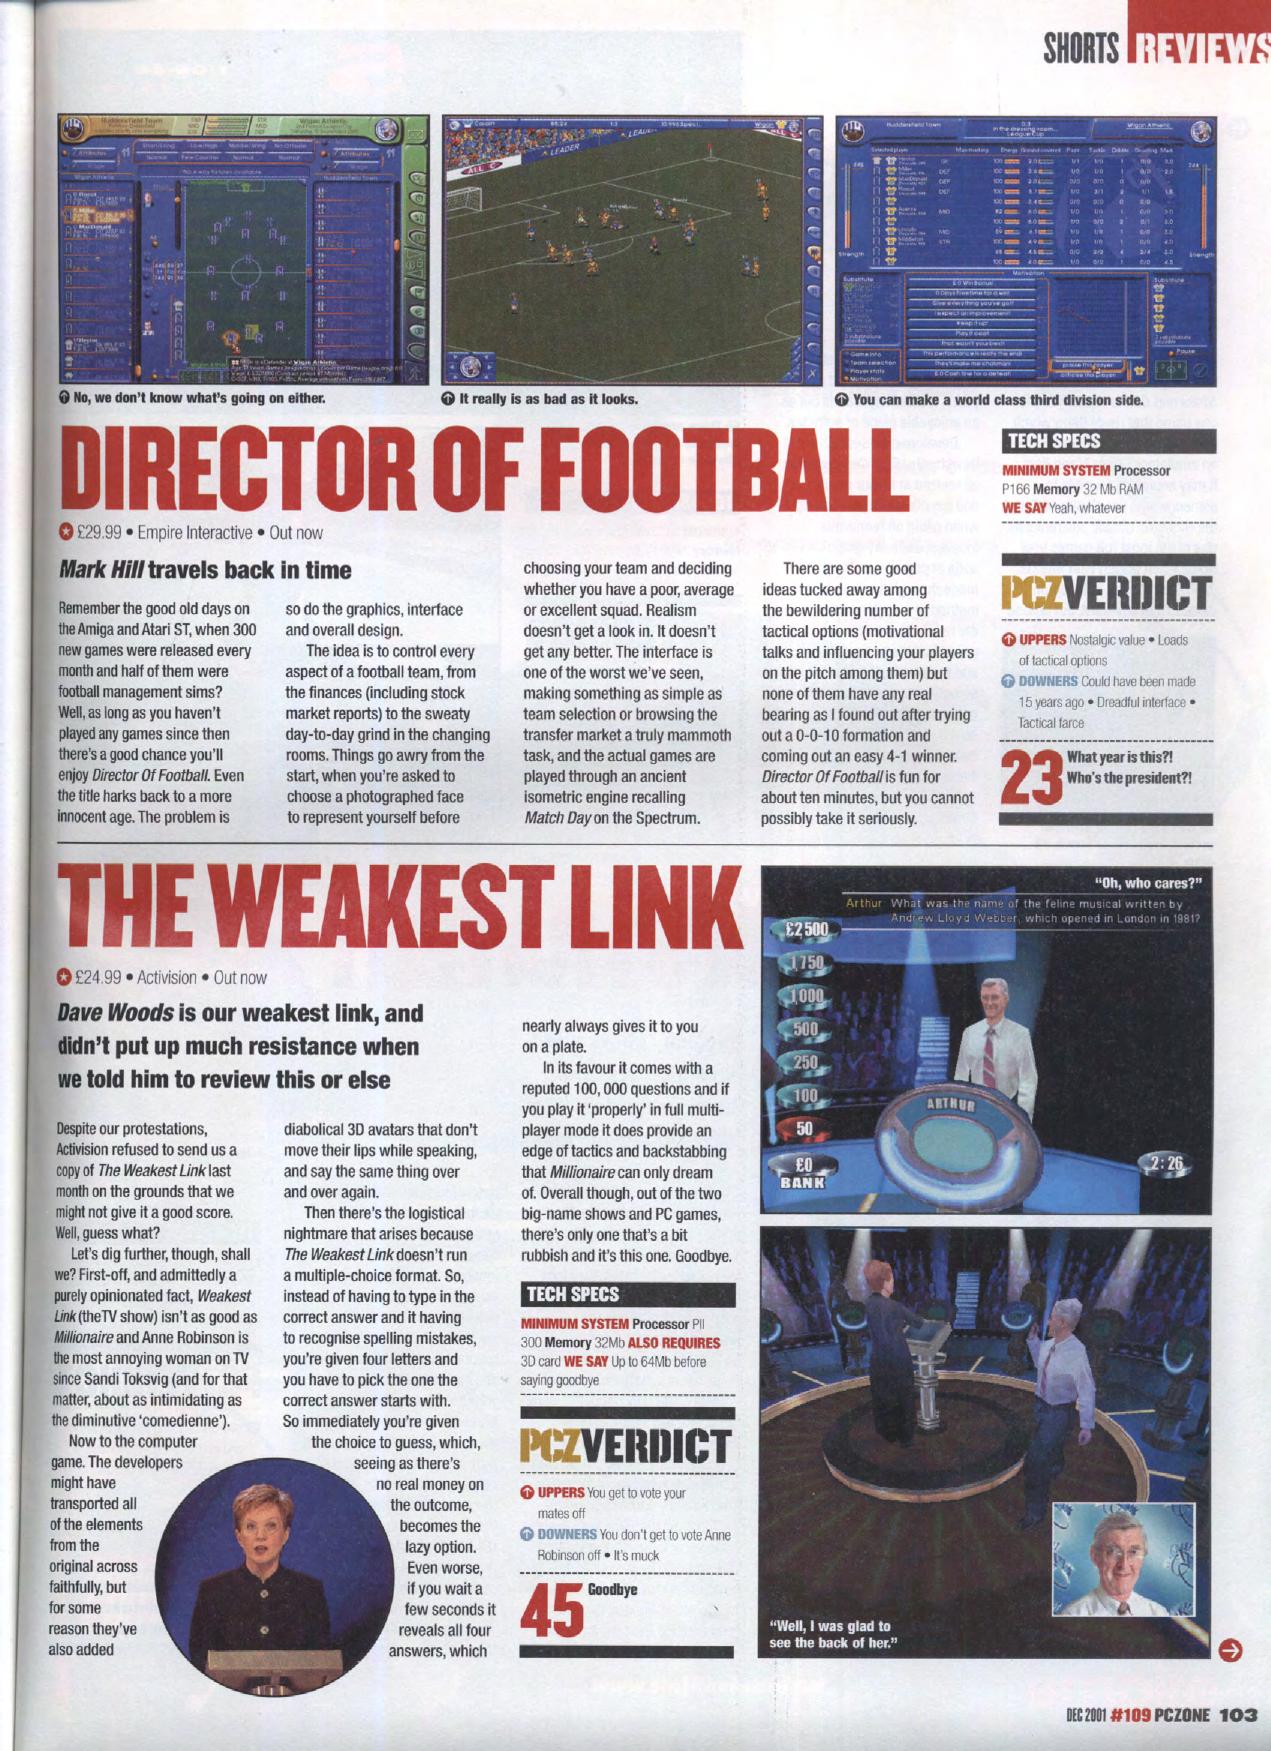 SHORTS REVIEWS
No, we don't know what's going on either.
It really is as bad as it looks.
You can make a world class third division side.
DIRECTOR OF FOOTBALL
£29.99 • Empire Interactive • Out now
Mark Hill travels back in time
Remember the good old days on
the Amiga and Atari ST, when 300
new games were released every
month and half of them were
football management sims?
Well, as long as you haven't
played any games since then
there's a good chance you'll
enjoy Director Of Football. Even
the title harks back to a more
innocent age. The problem is
so do the graphics, interface
and overall design.
The idea is to control every
aspect of a football team, from
the finances (including stock
market reports) to the sweaty
day-to-day grind in the changing
rooms. Things go awry from the
start, when you're asked to
choose a photographed face
to represent yourself before
choosing your team and deciding
whether you have a poor, average
or excellent squad. Realism
doesn't get a look in. It doesn't
get any better. The interface is
one of the worst we've seen,
making something as simple as
team selection or browsing the
transfer market a truly mammoth
task, and the actual games are
played through an ancient
isometric engine recalling
Match Day on the Spectrum.
There are some good
ideas tucked away among
the bewildering number of
tactical options (motivational
talks and influencing your players
on the pitch among them) but
none of them have any real
bearing as I found out after trying
out a 0-0-10 formation and
coming out an easy 4-1 winner.
Director Of Football is fun for
about ten minutes, but you cannot
possibly take it seriously.
TECH SPECS
MINIMUM SYSTEM Processor
P166 Memory 32 Mb RAM
WE SAY Yeah, whatever
PCZVERDICT
UPPERS Nostalgic value • Loads
of tactical options
DOWNERS Could have been made
15 years ago • Dreadful interface •
Tactical farce
23 What year is this?!
Who's the president?!
THE WEAKEST LINK
£24.99 • Activision • Out now
Dave Woods is our weakest link, and
didn't put up much resistance when
we told him to review this or else
Despite our protestations,
Activision refused to send us a
copy of The Weakest Link last
month on the grounds that we
might not give it a good score.
Well, guess what?
Let's dig further, though, shall
we? First-off, and admittedly a
purely opinionated fact, Weakest
Link (theTV show) isn't as good as
Millionaire and Anne Robinson is
the most annoying woman on TV
since Sandi Toksvig (and for that
matter, about as intimidating as
the diminutive 'comedienne').
Now to the computer
game. The developers
might have
transported all
of the elements
from the
original across
faithfully, but
for some
reason they've
also added
diabolical 3D avatars that don't
move their lips while speaking,
and say the same thing over
and over again.
Then there's the logistical
nightmare that arises because
The Weakest Link doesn't run
a multiple-choice format. So,
instead of having to type in the
correct answer and it having
to recognise spelling mistakes,
you're given four letters and
you have to pick the one the
correct answer starts with.
So immediately you're given
the choice to guess, which,
seeing as there's
no real money on
the outcome,
becomes the
lazy option.
Even worse,
if you wait a
few seconds it
reveals all four
answers, which
nearly always gives it to you
on a plate.
In its favour it comes with a
reputed 100, 000 questions and if
you play it 'properly' in full multi-
player mode it does provide an
edge of tactics and backstabbing
that Millionaire can only dream
of. Overall though, out of the two
big-name shows and PC games,
there's only one that's a bit
rubbish and it's this one. Goodbye.
TECH SPECS
MINIMUM SYSTEM Processor PII
300 Memory 32Mb ALSO REQUIRES
3D card WE SAY Up to 64Mb before
saying goodbye
PCZVERDICT
UPPERS You get to vote your
mates off
DOWNERS You don't get to vote Anne
Robinson off • It's muck
45 Goodbye
"Oh, who cares?"
Arthur What was the name of the feline musical written by
Andrew Lloyd Webber, which opened in London in 1981?
£2500
1,750
1,000
500
250
100
50
£0
BANK
ARTHUR
2:26
"Well, I was glad to
see the back of her."
DEC 2001 #109 PCZONE 103